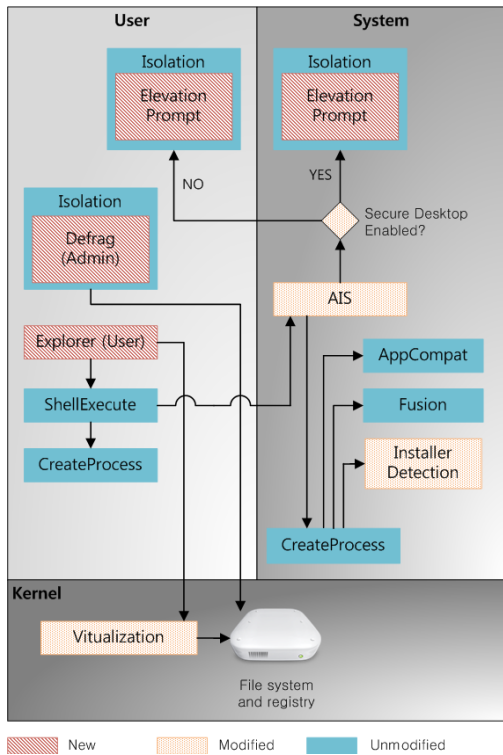 User
System
Isolation
Elevation
Prompt
Isolation
Elevation
Prompt
NO
YES
Isolation
Defrag
(Admin)
Secure Desktop
Enabled?
AIS
Explorer (User)
AppCompat
ShellExecute
Fusion
CreateProcess
Installer
Detection
CreateProcess
Kernel
Vitualization
File system
and registry
New
Modified
Unmodified